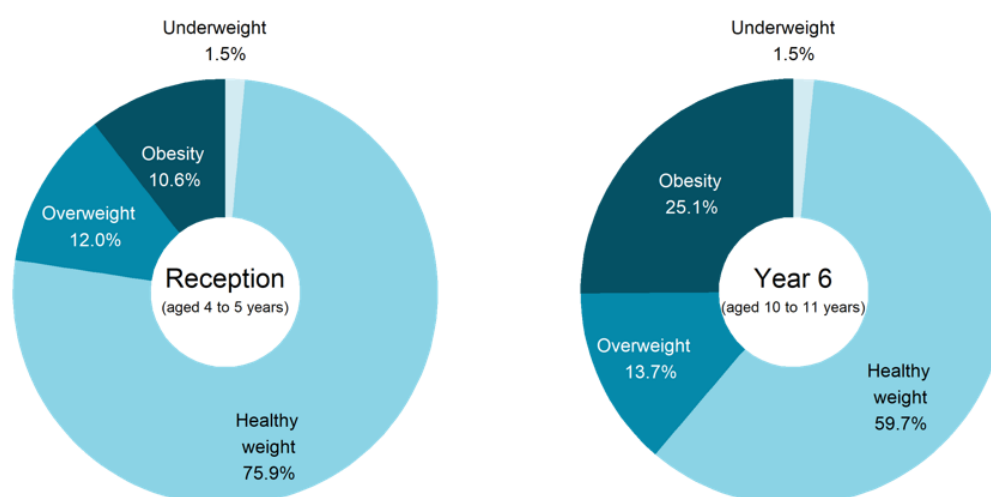 Underweight
1.5%
Obesity
10.6%
Overweight
12.0%
Reception
(aged 4 to 5 years)
Healthy
weight
75.9%
Underweight
1.5%
Obesity
25.1%
Year 6
(aged 10 to 11 years)
Overweight
13.7%
Healthy
weight
59.7%